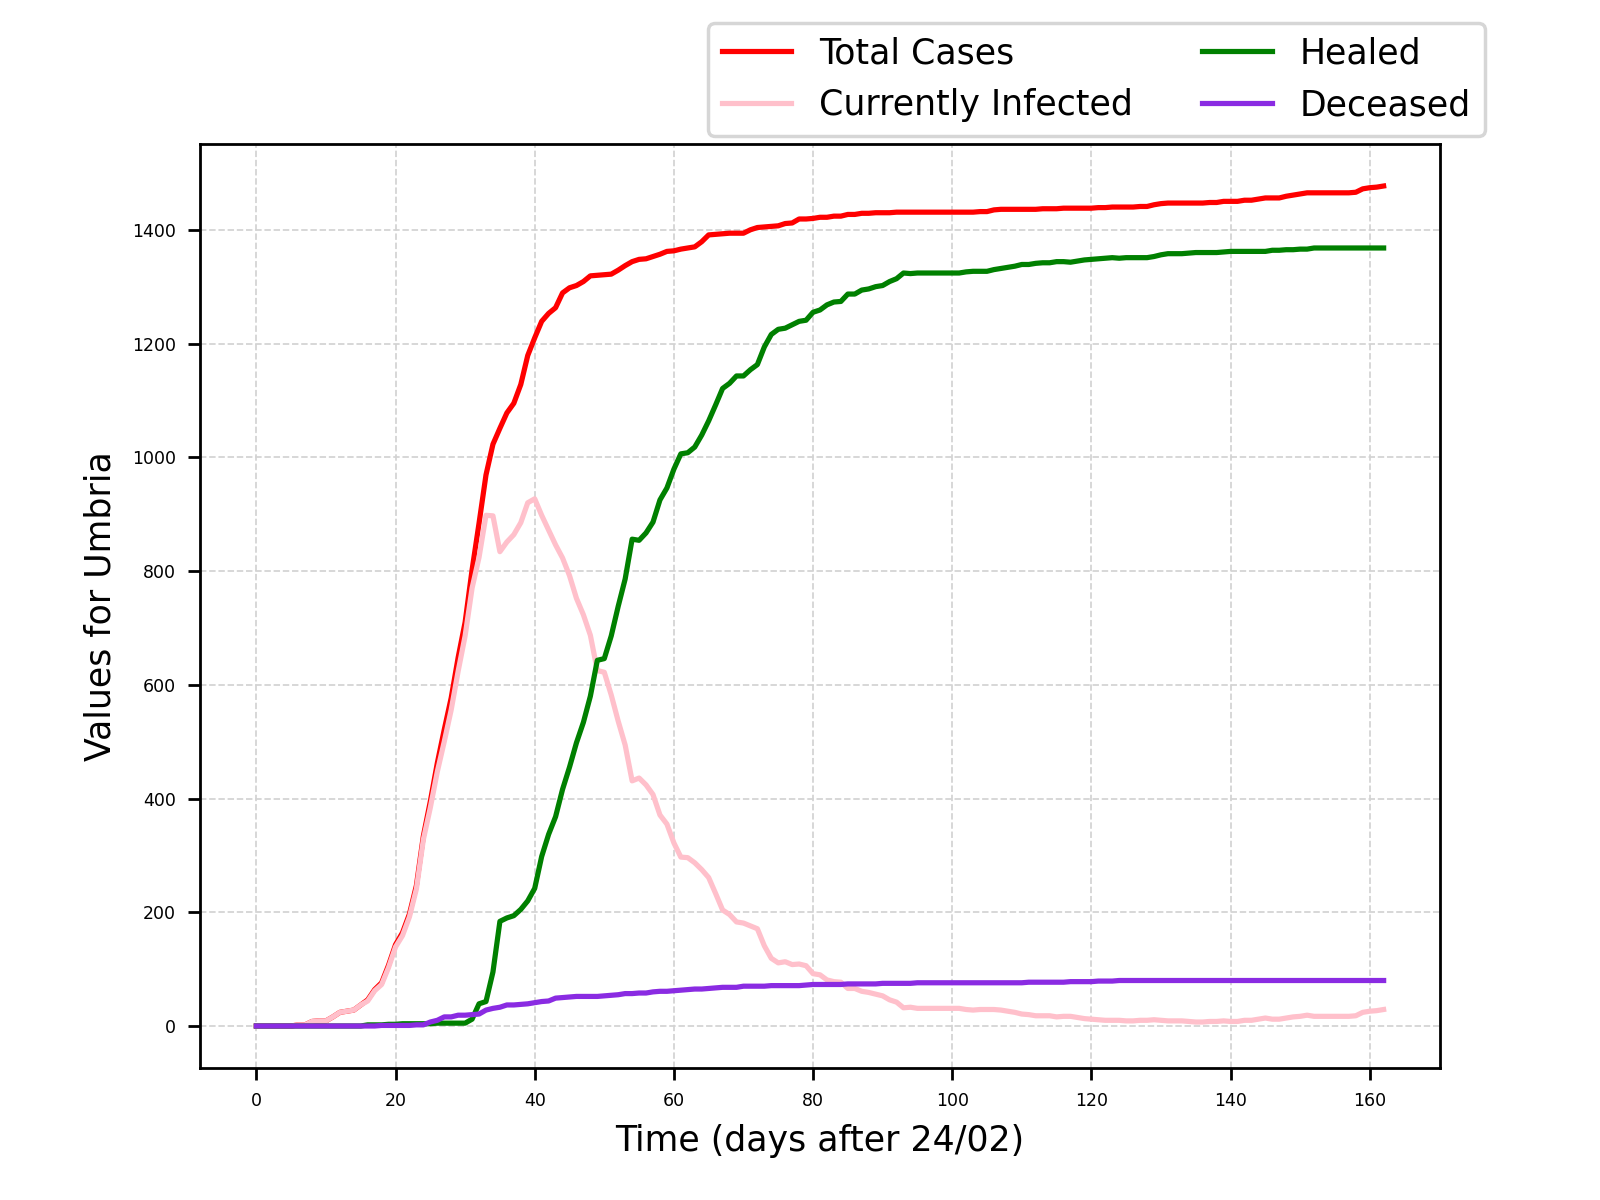 Total Cases
Currently Infected
Healed
Deceased
Values for Umbria
1400
1200
1000
800
600
400
200
0
0 20 40 60 80 100 120 140 160
Time (days after 24/02)